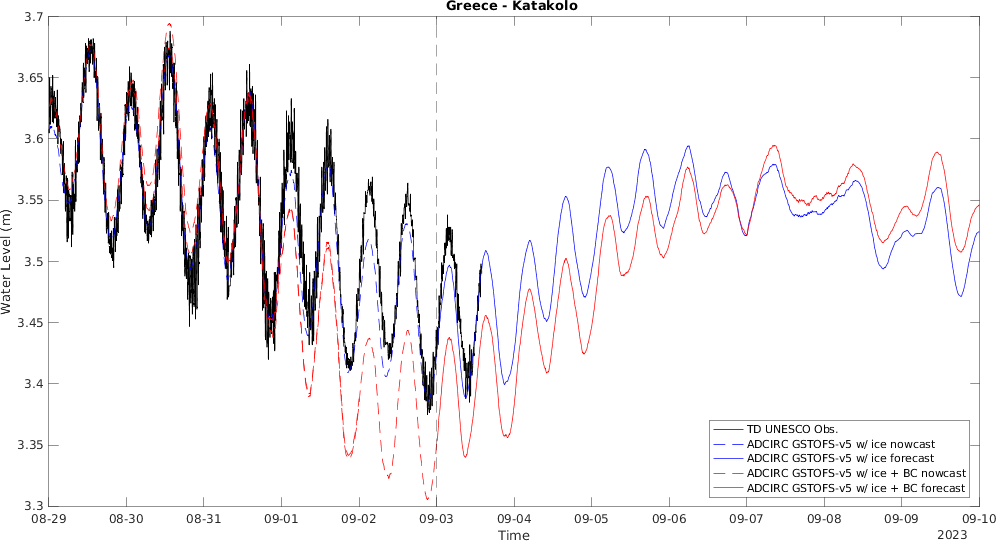 Greece - Katakolo
3.7
3.65
3.6
3.55
3.5
3.45
3.4
3.35
3.3
Water Level (m)
TD UNESCO Obs.
ADCIRC GSTOFS-v5 w/ ice nowcast
ADCIRC GSTOFS-v5 w/ ice forecast
ADCIRC GSTOFS-v5 w/ ice + BC nowcast
ADCIRC GSTOFS-v5 w/ ice + BC forecast
08-29 08-30 08-31 09-01 09-02 09-03 09-04 09-05 09-06 09-07 09-08 09-09 09-10
Time
2023